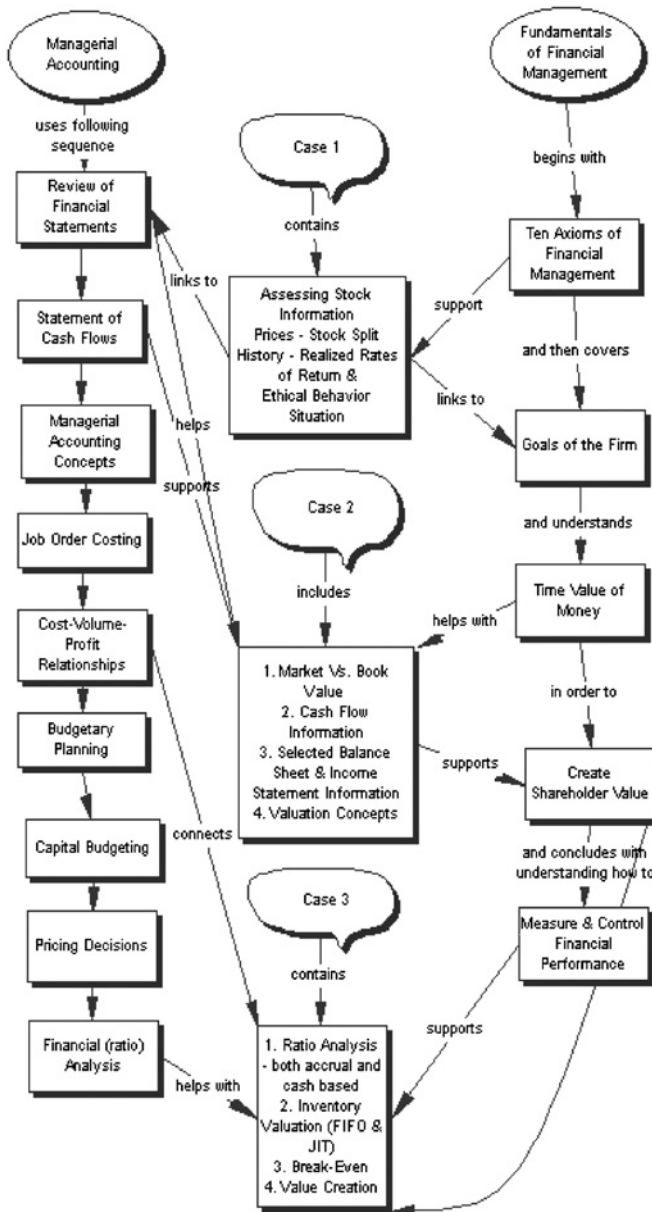 Managerial
Accounting
uses following
sequence
Review of
Financial
Statements
Statement of
Cash Flows
Managerial
Accounting
Concepts
Job Order Costing
Cost-Volume-
Profit
Relationships
Budgetary
Planning
Capital Budgeting
Pricing Decisions
Financial (ratio)
Analysis
links to
helps
supports
connects
helps with
Case 1
contains
Assessing Stock
Information
Prices - Stock Split
History - Realized Rates
of Return &
Ethical Behavior
Situation
Case 2
includes
1. Market Vs. Book
Value
2. Cash Flow
Information
3. Selected Balance
Sheet & Income
Statement Information
4. Valuation Concepts
Case 3
contains
1. Ratio Analysis
- both accrual and
cash based
2. Inventory
Valuation (FIFO &
JIT)
3. Break-Even
4. Value Creation
support
links to
helps with
supports
supports
Fundamentals
of Financial
Management
begins with
Ten Axioms of
Financial
Management
and then covers
Goals of the Firm
and understands
Time Value of
Money
in order to
Create
Shareholder Value
and concludes with
understanding how to
Measure & Control
Financial
Performance